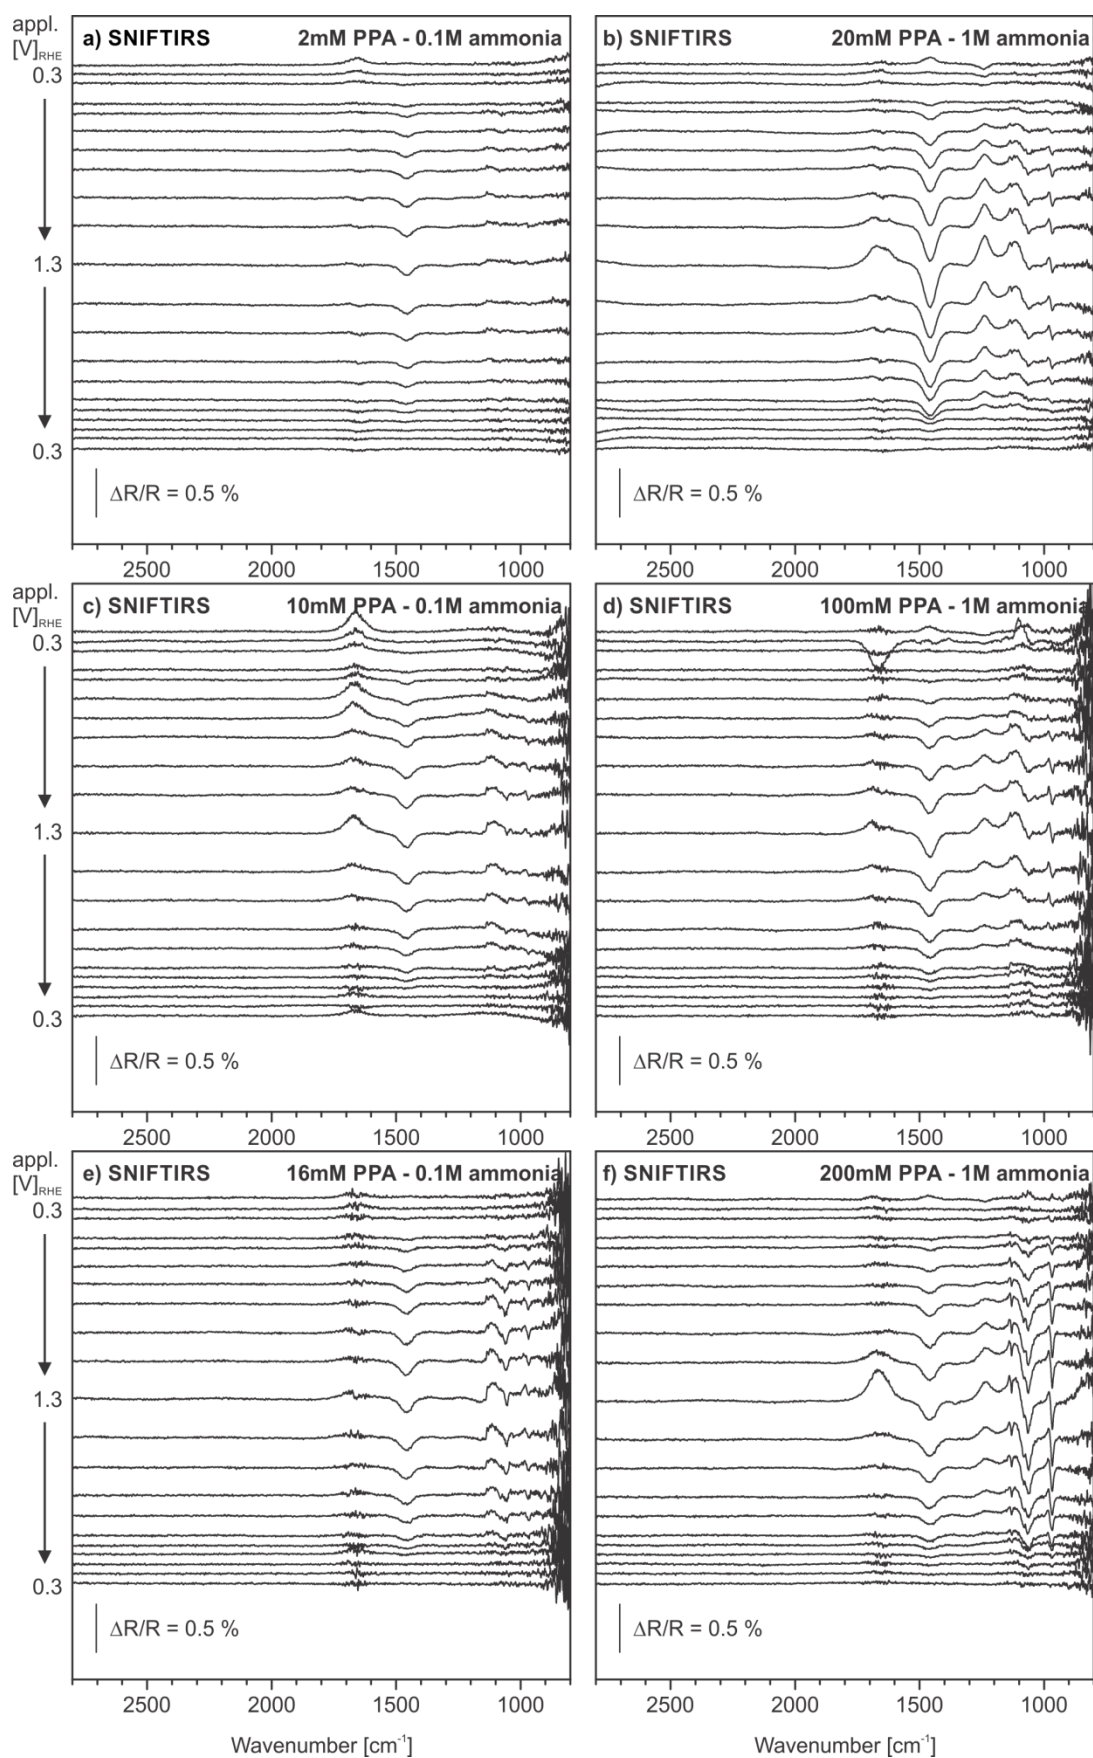 appl.
[V]RHE
a) SNIFTIRS 2mM PPA - 0.1M ammonia
0.3
1.3
0.3
ΔR/R = 0.5 %
2500 2000 1500 1000
b) SNIFTIRS 20mM PPA - 1M ammonia
ΔR/R = 0.5 %
2500 2000 1500 1000
appl.
[V]RHE
c) SNIFTIRS 10mM PPA - 0.1M ammonia
0.3
1.3
0.3
ΔR/R = 0.5 %
2500 2000 1500 1000
d) SNIFTIRS 100mM PPA - 1M ammonia
ΔR/R = 0.5 %
2500 2000 1500 1000
appl.
[V]RHE
e) SNIFTIRS 16mM PPA - 0.1M ammonia
0.3
1.3
0.3
ΔR/R = 0.5 %
2500 2000 1500 1000
Wavenumber [cm⁻¹]
f) SNIFTIRS 200mM PPA - 1M ammonia
ΔR/R = 0.5 %
2500 2000 1500 1000
Wavenumber [cm⁻¹]